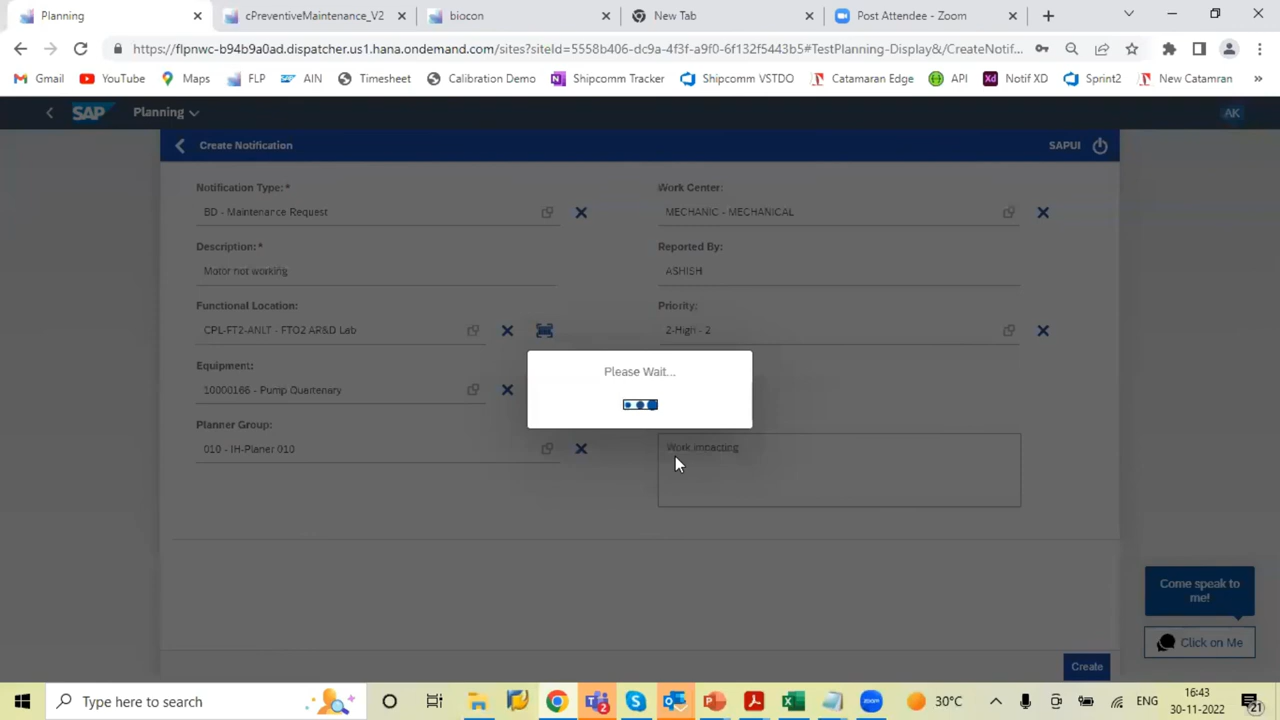 Planning
cPreventiveMaintenance_V2
biocon
New Tab
Post Attendee - Zoom
https://flpnwc-b94b9a0ad.dispatcher.us1.hana.ondemand.com/sites?siteId=5558b406-dc9a-4f3f-a9f0-6f132f5443b5#TestPlanning-Display&/CreateNotif...
Gmail
YouTube
Maps
FLP
AIN
Timesheet
Calibration Demo
Shipcomm Tracker
Shipcomm VSTDO
Catamaran Edge
API
Notif XD
Sprint2
New Catamran
SAP
Planning
AK
Create Notification
SAPUI
Notification Type: *
BD - Maintenance Request
Description: *
Motor not working
Functional Location:
CPL-FT2-ANLT - FTO2 AR&D Lab
Equipment:
10000166 - Pump Quartenary
Planner Group:
010 - IH-Planer 010
Work Center:
MECHANIC - MECHANICAL
Reported By:
ASHISH
Priority:
2-High - 2
Work impacting
Please Wait...
Come speak to
me!
Click on Me
Create
Type here to search
30°C
ENG
16:43
30-11-2022
21